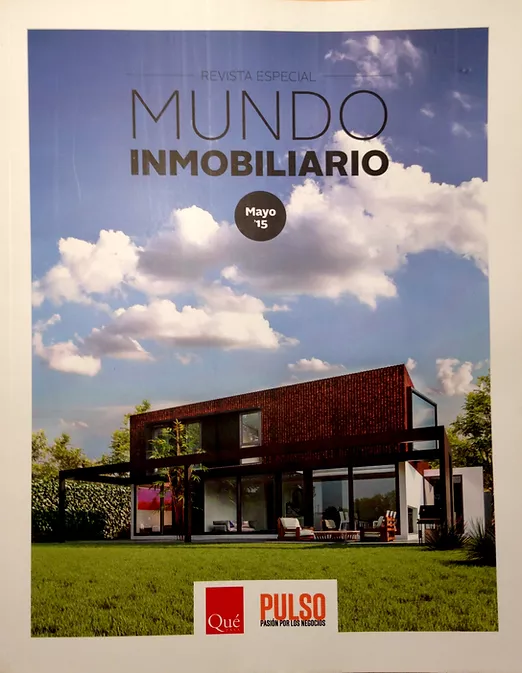 REVISTA ESPECIAL
MUNDO
INMOBILIARIO
Mayo
'15
Qué
PULSO
PASIÓN POR LOS NEGOCIOS